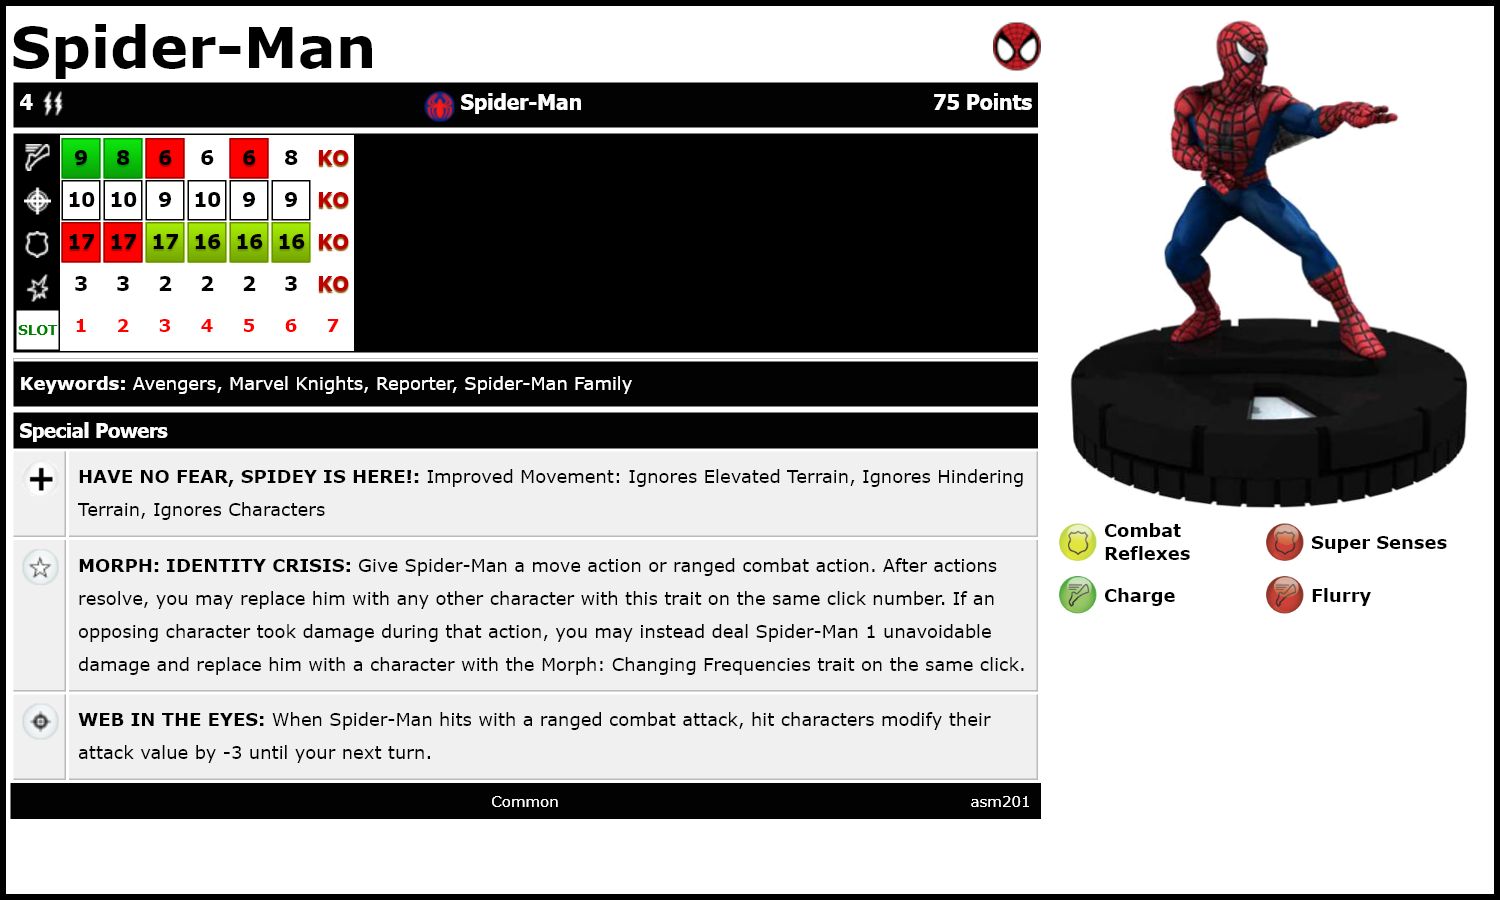 Spider-Man
4 Spider-Man 75 Points
9 8 6 6 6 8 KO
10 10 9 10 9 9 KO
17 17 17 16 16 16 KO
3 3 2 2 2 3 KO
SLOT 1 2 3 4 5 6 7
Keywords: Avengers, Marvel Knights, Reporter, Spider-Man Family
Special Powers
HAVE NO FEAR, SPIDEY IS HERE!: Improved Movement: Ignores Elevated Terrain, Ignores Hindering
Terrain, Ignores Characters
MORPH: IDENTITY CRISIS: Give Spider-Man a move action or ranged combat action. After actions
resolve, you may replace him with any other character with this trait on the same click number. If an
opposing character took damage during that action, you may instead deal Spider-Man 1 unavoidable
damage and replace him with a character with the Morph: Changing Frequencies trait on the same click.
WEB IN THE EYES: When Spider-Man hits with a ranged combat attack, hit characters modify their
attack value by -3 until your next turn.
Common asm201
Combat
Reflexes
Super Senses
Charge
Flurry